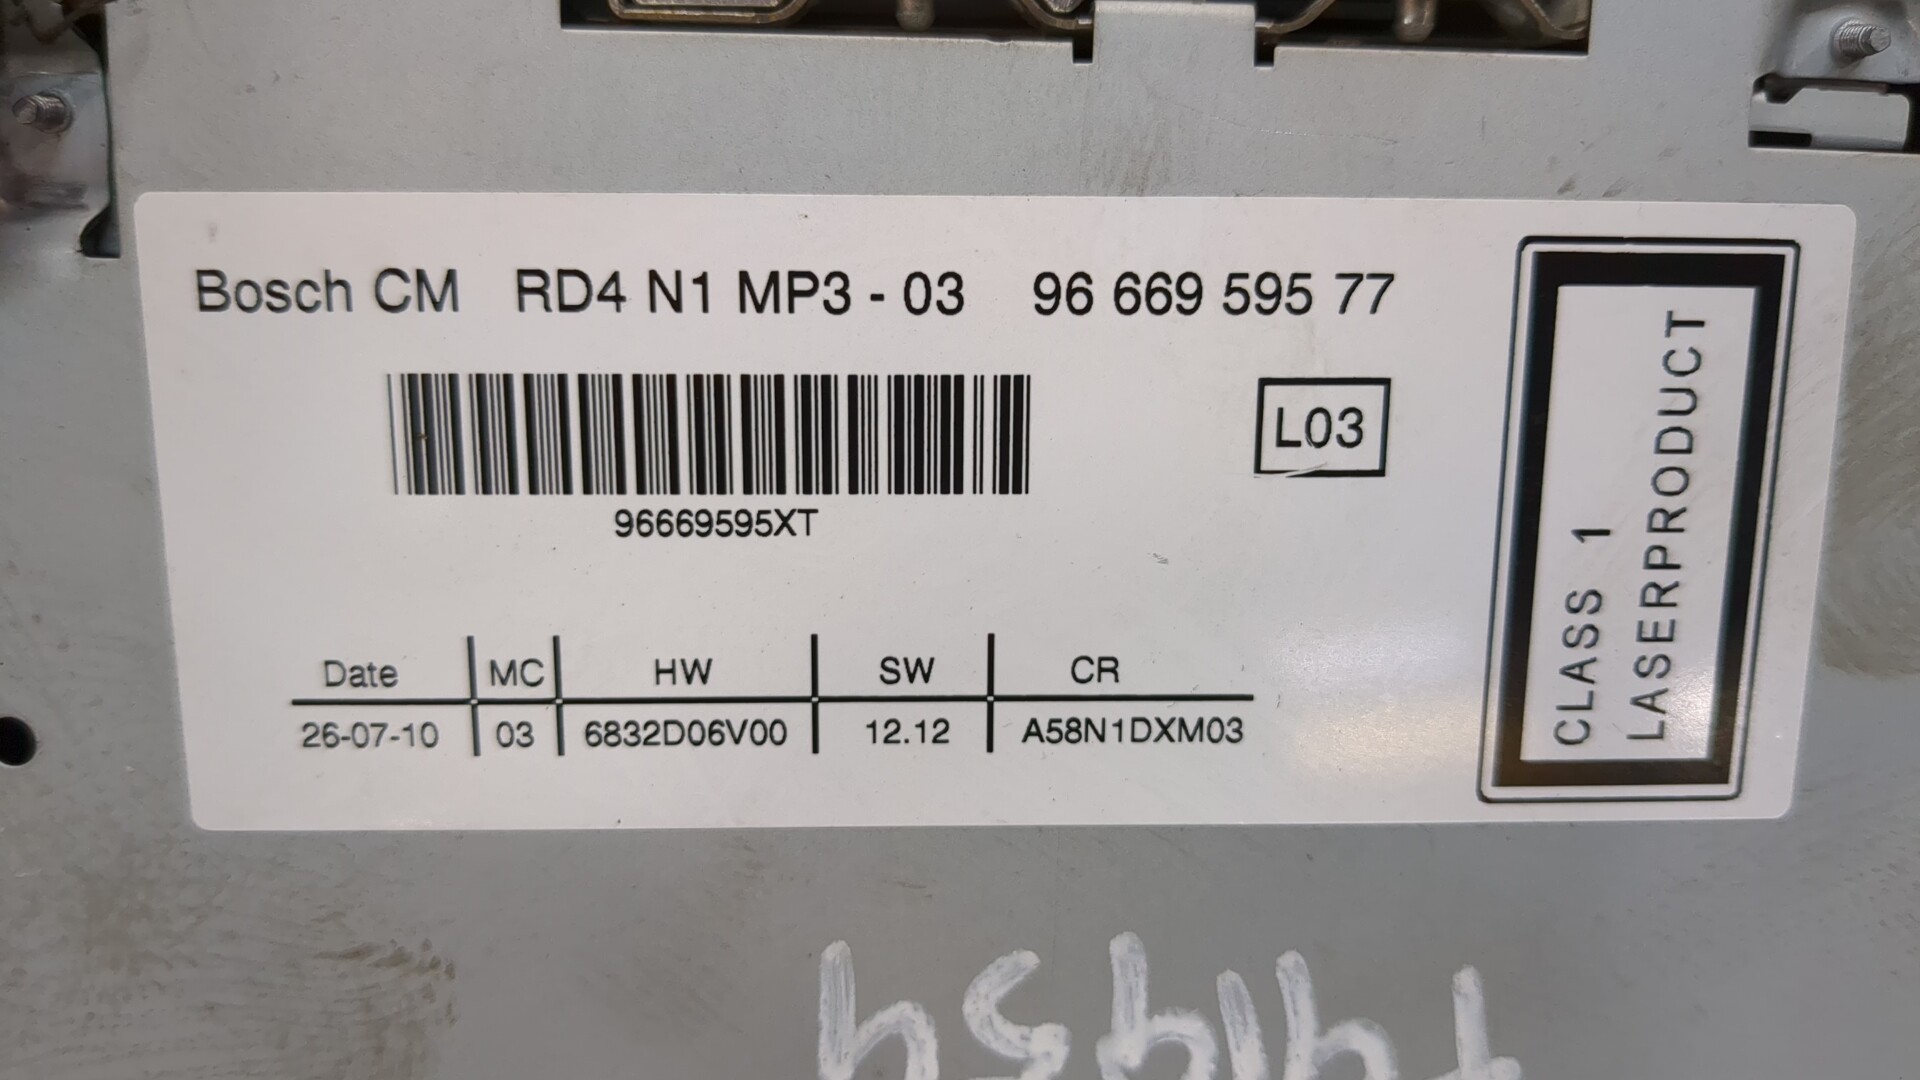 Bosch CM RD4 N1 MP3 - 03 96 669 595 77
L03
96669595XT
Date MC HW SW CR
26-07-10 03 6832D06V00 12.12 A58N1DXM03
CLASS 1
LASERPRODUCT